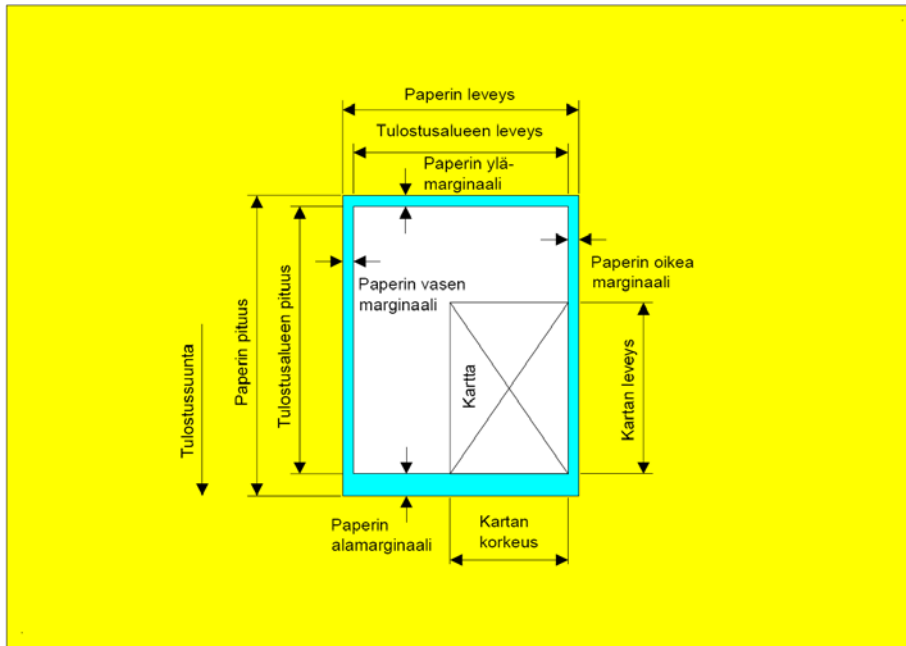 Paperin leveys
Tulostusalueen leveys
Paperin ylä-
marginaali
Paperin oikea
marginaali
Paperin vasen
marginaali
Tulostussuunta
Paperin pituus
Tulostusalueen pituus
Kartta
Kartan leveys
Paperin
alamarginaali
Kartan
korkeus